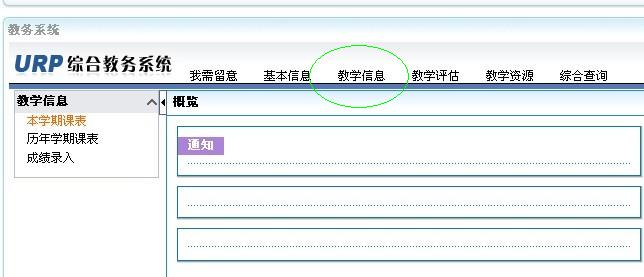 教务系统
URP 综合教务系统
我需留意 基本信息 教学信息 教学评估 教学资源 综合查询
教学信息
本学期课表
历年学期课表
成绩录入
概览
通知